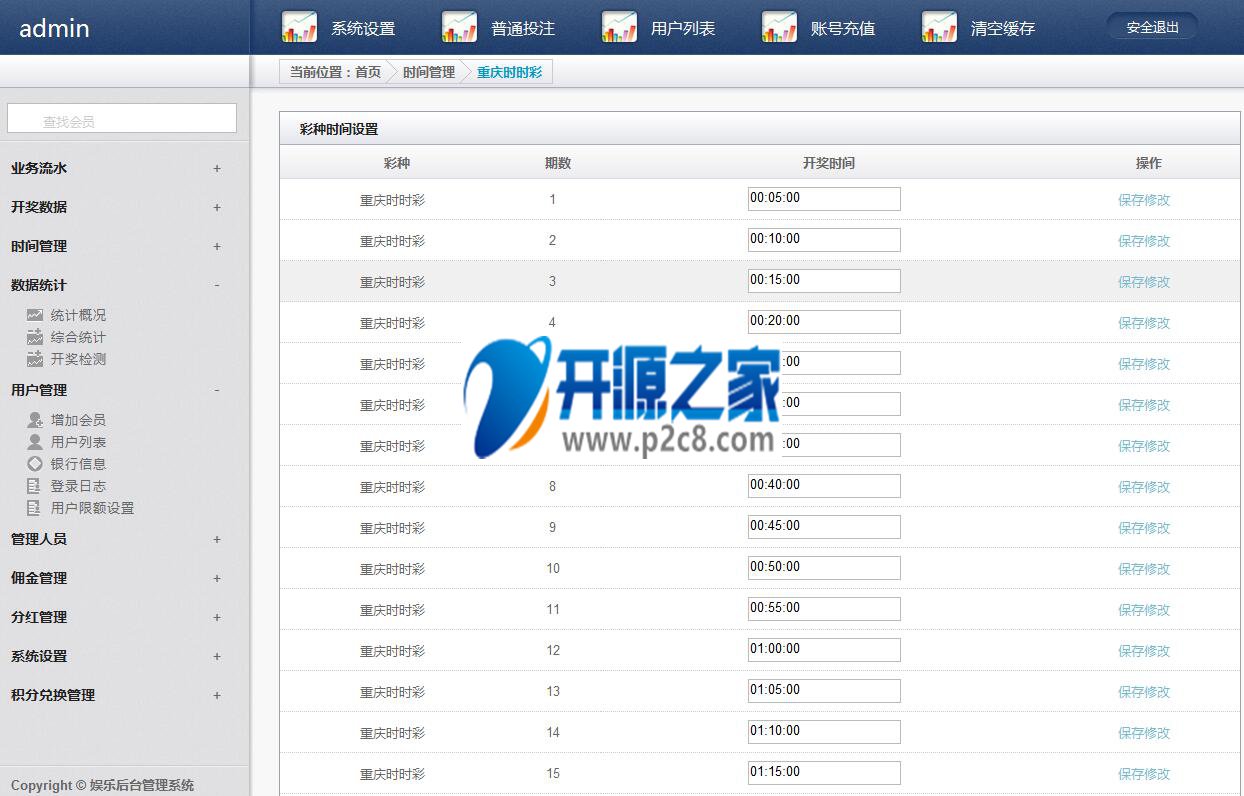 admin
系统设置 普通投注 用户列表 账号充值 清空缓存 安全退出
当前位置：首页 时间管理 重庆时时彩
查找会员
业务流水 +
开奖数据 +
时间管理 +
数据统计 -
统计概况
综合统计
开奖检测
用户管理 -
增加会员
用户列表
银行信息
登录日志
用户限额设置
管理人员 +
佣金管理 +
分红管理 +
系统设置 +
积分兑换管理 +
Copyright © 娱乐后台管理系统
彩种时间设置
彩种 期数 开奖时间 操作
重庆时时彩 1 00:05:00 保存修改
重庆时时彩 2 00:10:00 保存修改
重庆时时彩 3 00:15:00 保存修改
重庆时时彩 4 00:20:00 保存修改
重庆时时彩 :00 保存修改
重庆时时彩 :00 保存修改
重庆时时彩 :00 保存修改
开源之家
www.p2c8.com
重庆时时彩 8 00:40:00 保存修改
重庆时时彩 9 00:45:00 保存修改
重庆时时彩 10 00:50:00 保存修改
重庆时时彩 11 00:55:00 保存修改
重庆时时彩 12 01:00:00 保存修改
重庆时时彩 13 01:05:00 保存修改
重庆时时彩 14 01:10:00 保存修改
重庆时时彩 15 01:15:00 保存修改